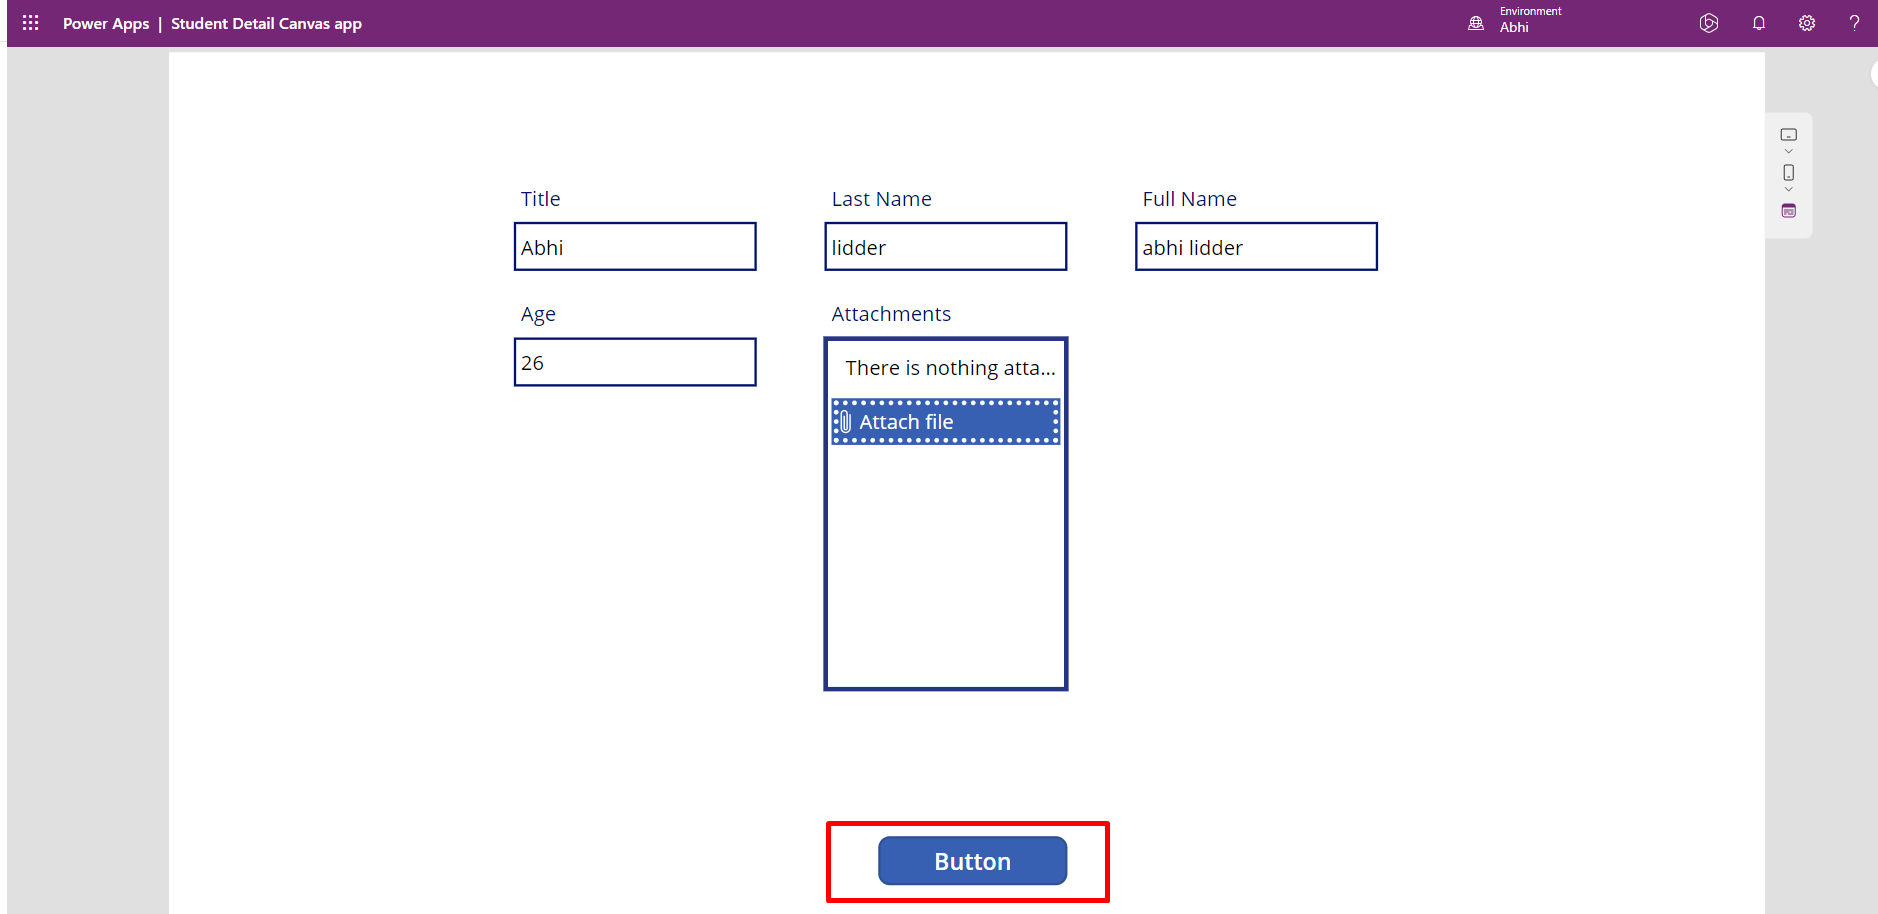 Power Apps | Student Detail Canvas app
Environment
Abhi
Title
Last Name
Full Name
Abhi
lidder
abhi lidder
Age
Attachments
26
There is nothing atta...
Attach file
Button